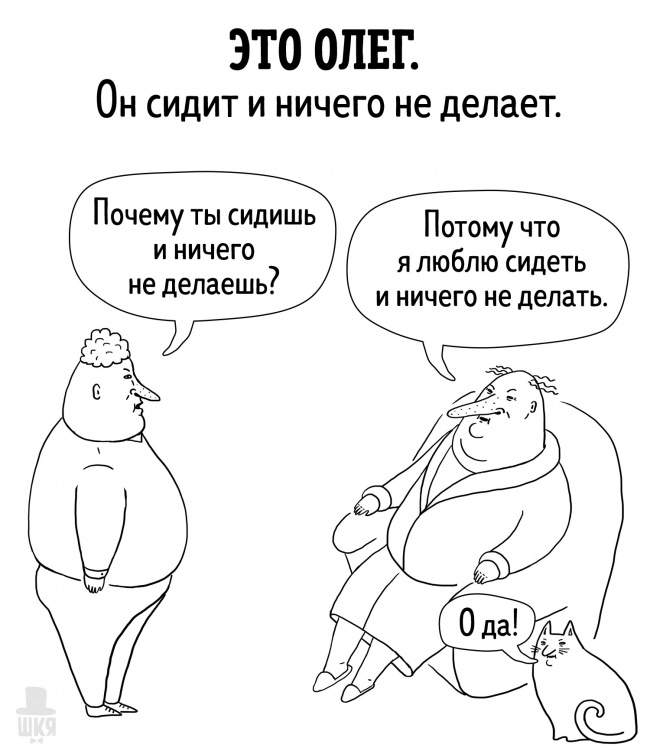 ЭТО ОЛЕГ.
Он сидит и ничего не делает.
Почему ты сидишь
и ничего
не делаешь?
Потому что
я люблю сидеть
и ничего не делать.
О да!
ШКЯ